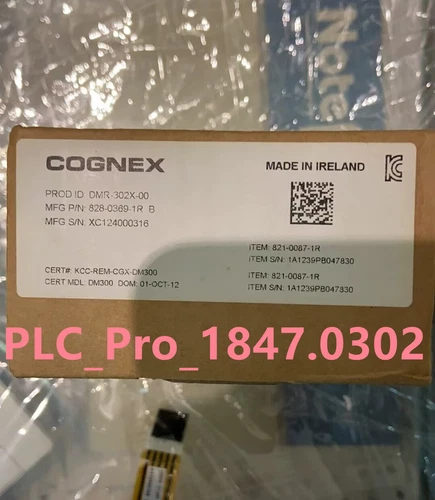 Note
COGNEX
MADE IN IRELAND
PROD ID: DMR-302X-00
MFG P/N: 828-0369-1R B
MFG S/N: XC124000316
ITEM: 821-0087-1R
ITEM S/N: 1A1239PB047830
CERT#: KCC-REM-CGX-DM300
CERT MDL: DM300 DOM: 01-OCT-12
ITEM: 821-0087-1R
ITEM S/N: 1A1239PB047830
PLC_Pro_1847.0302